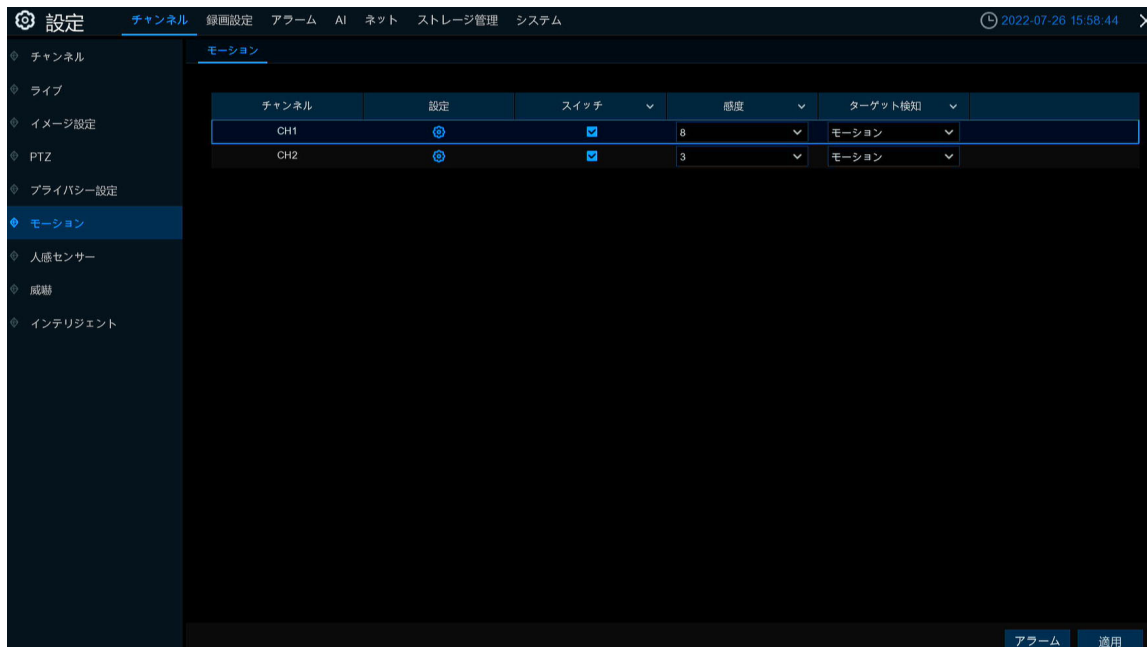 設定 チャンネル 録画設定 アラーム AI ネット ストレージ管理 システム 2022-07-26 15:58:44
チャンネル
ライブ
イメージ設定
PTZ
プライバシー設定
モーション
人感センサー
威嚇
インテリジェント
モーション
チャンネル 設定 スイッチ 感度 ターゲット検知
CH1 8 モーション
CH2 3 モーション
アラーム 適用